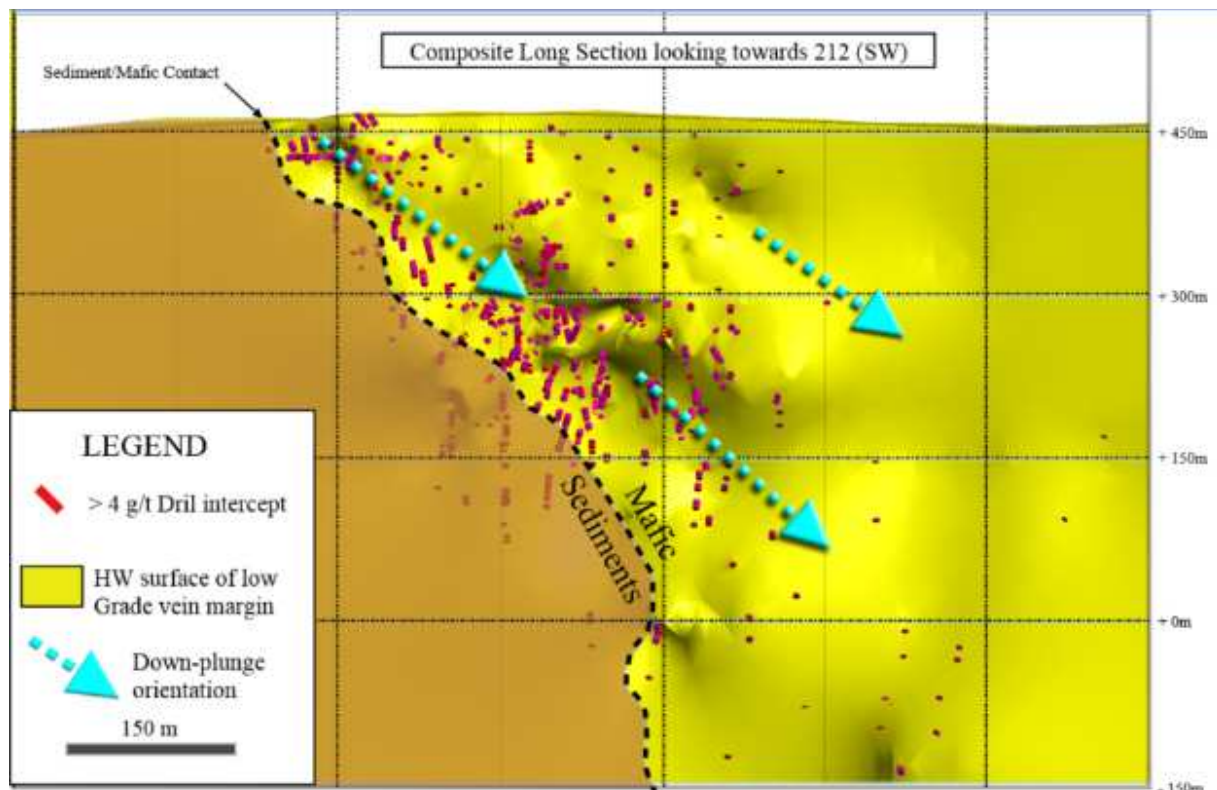 Composite Long Section looking towards 212 (SW)
Sediment/Mafic Contact
+ 450m
+ 300m
+ 150m
+ 0m
- 150m
Mafic
Sediments
LEGEND
> 4 g/t Dril intercept
HW surface of low
Grade vein margin
Down-plunge
orientation
150 m